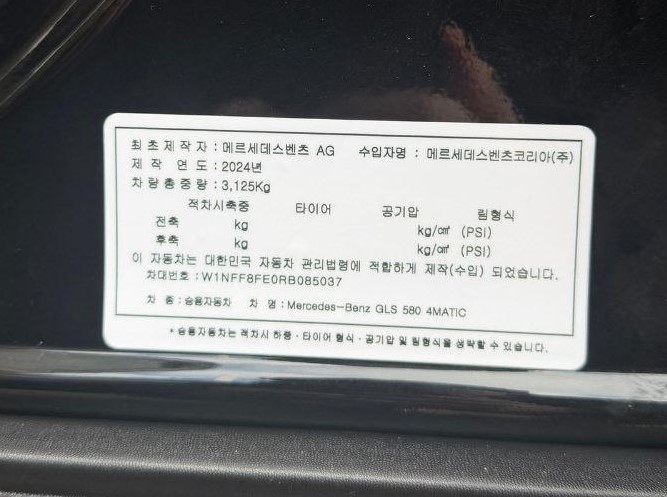 최초제작자 : 메르세데스벤츠 AG 수입자명 : 메르세데스벤츠코리아(주)
제작 연도 : 2024년
차량총중량 : 3,125Kg
적차시축중 타이어 공기압 림형식
전축 kg kg/㎠ (PSI)
후축 kg kg/㎠ (PSI)
이 자동차는 대한민국 자동차 관리법령에 적합하게 제작(수입) 되었습니다.
차대번호 : W1NFF8FE0RB085037
차 종 : 승용자동차 차 명 : Mercedes-Benz GLS 580 4MATIC
* 승용자동차는 적차시 하중·타이어 형식·공기압 및 림형식을 생략할 수 있습니다.